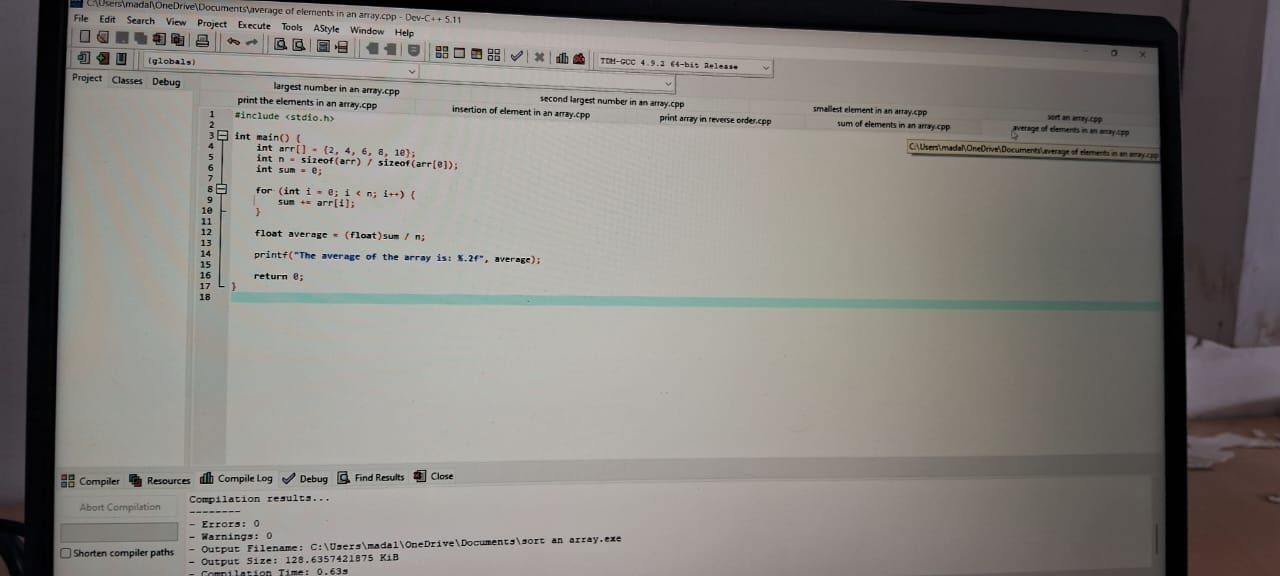 C:\Users\madal\OneDrive\Documents\average of elements in an array.cpp - Dev-C++ 5.11
File Edit Search View Project Execute Tools AStyle Window Help
TDM-GCC 4.9.2 64-bit Release
(globals)
Project Classes Debug
largest number in an array.cpp second largest number in an array.cpp smallest element in an array.cpp sort an array.cpp
print the elements in an array.cpp insertion of element in an array.cpp print array in reverse order.cpp sum of elements in an array.cpp average of elements in an array.cpp
C:\Users\madal\OneDrive\Documents\average of elements in an array.cpp
1 #include <stdio.h>
2
3 int main() {
4 int arr[] = {2, 4, 6, 8, 10};
5 int n = sizeof(arr) / sizeof(arr[0]);
6 int sum = 0;
7
8 for (int i = 0; i < n; i++) {
9 sum += arr[i];
10 }
11
12 float average = (float)sum / n;
13
14 printf("The average of the array is: %.2f", average);
15
16 return 0;
17 }
18
Compiler Resources Compile Log Debug Find Results Close
Abort Compilation
Shorten compiler paths
Compilation results...
--------
- Errors: 0
- Warnings: 0
- Output Filename: C:\Users\madal\OneDrive\Documents\sort an array.exe
- Output Size: 128.6357421875 KiB
- Compilation Time: 0.63s